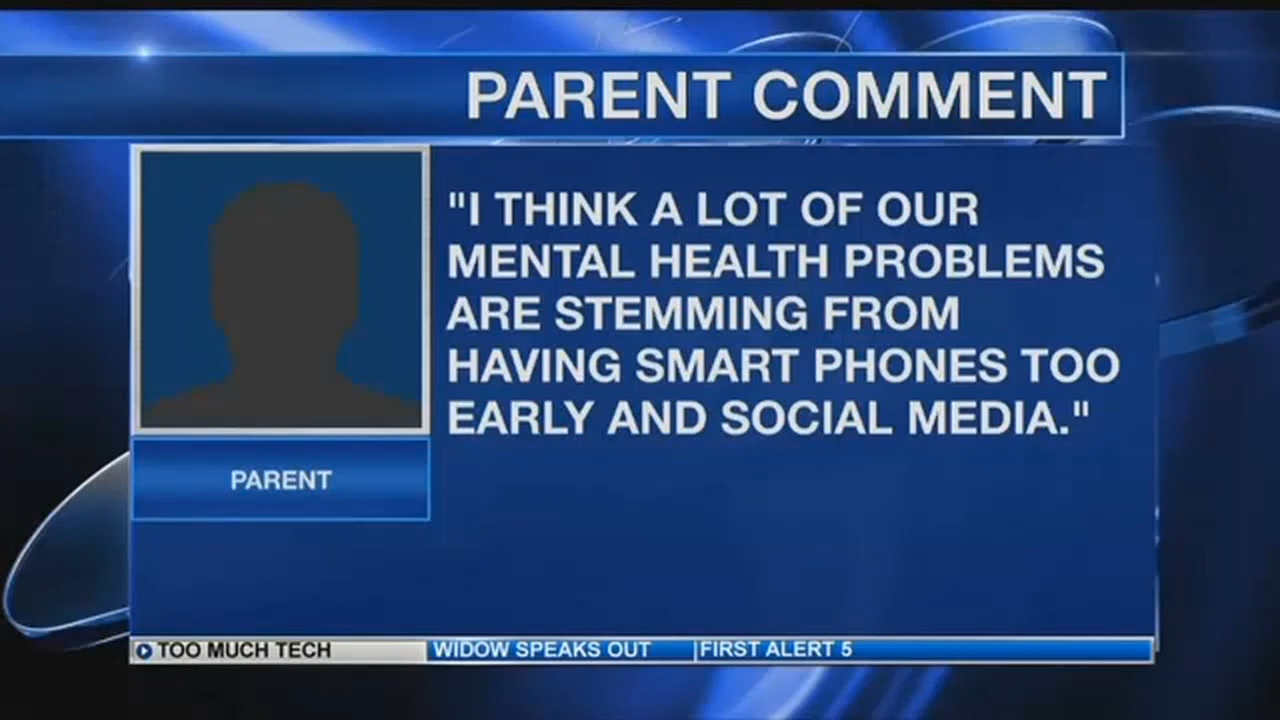 PARENT COMMENT
"I THINK A LOT OF OUR
MENTAL HEALTH PROBLEMS
ARE STEMMING FROM
HAVING SMART PHONES TOO
EARLY AND SOCIAL MEDIA."
PARENT
TOO MUCH TECH
WIDOW SPEAKS OUT
FIRST ALERT 5